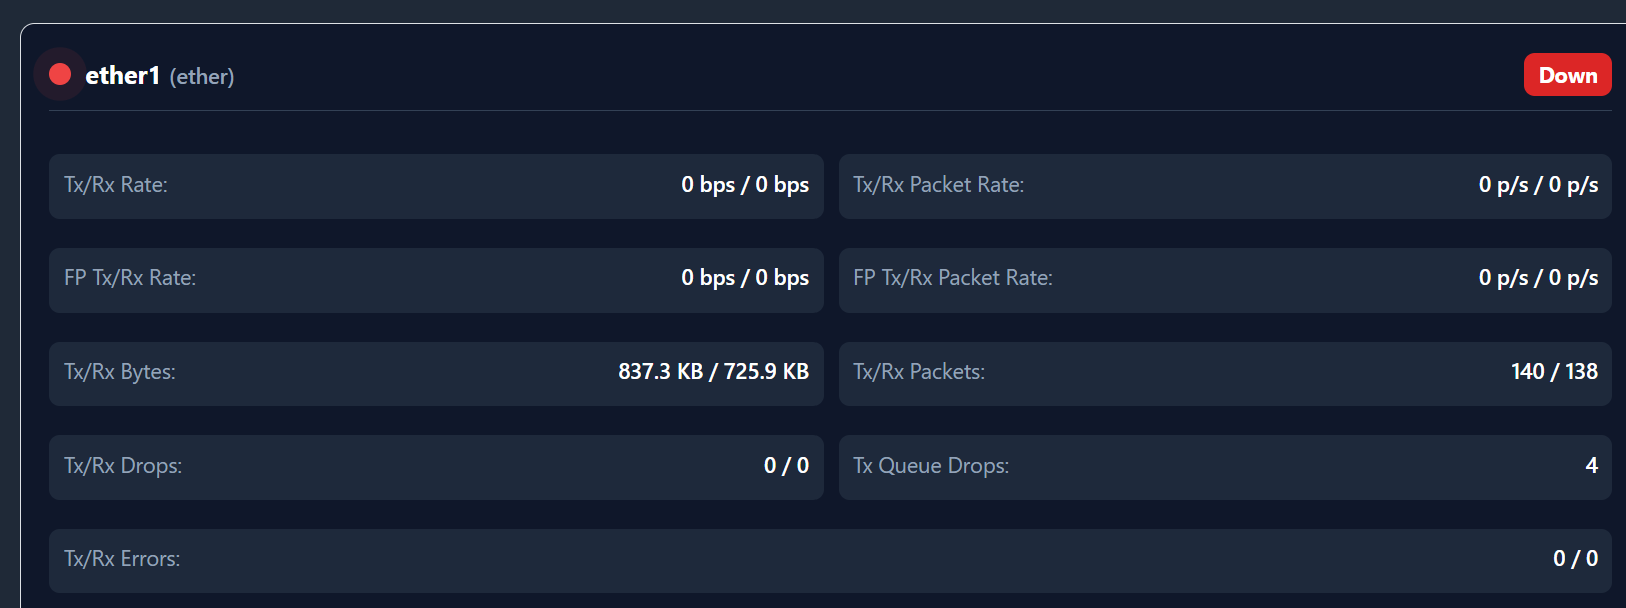 ether1 (ether) Down
Tx/Rx Rate: 0 bps / 0 bps
Tx/Rx Packet Rate: 0 p/s / 0 p/s
FP Tx/Rx Rate: 0 bps / 0 bps
FP Tx/Rx Packet Rate: 0 p/s / 0 p/s
Tx/Rx Bytes: 837.3 KB / 725.9 KB
Tx/Rx Packets: 140 / 138
Tx/Rx Drops: 0 / 0
Tx Queue Drops: 4
Tx/Rx Errors: 0 / 0